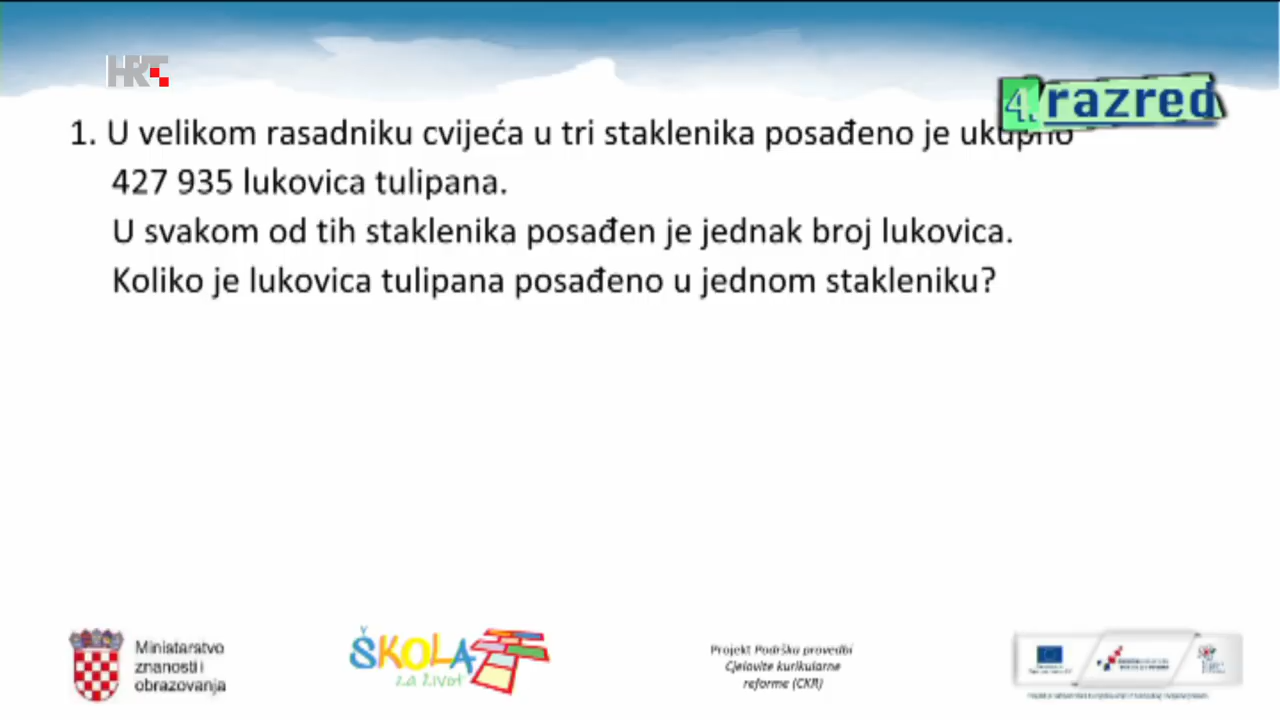 HRT
4. razred
1. U velikom rasadniku cvijeća u tri staklenika posađeno je ukupno
427 935 lukovica tulipana.
U svakom od tih staklenika posađen je jednak broj lukovica.
Koliko je lukovica tulipana posađeno u jednom stakleniku?
Ministarstvo
znanosti i
obrazovanja
ŠKOLA
za život
Projekt Podrška provedbi
Cjelovite kurikularne
reforme (CKR)